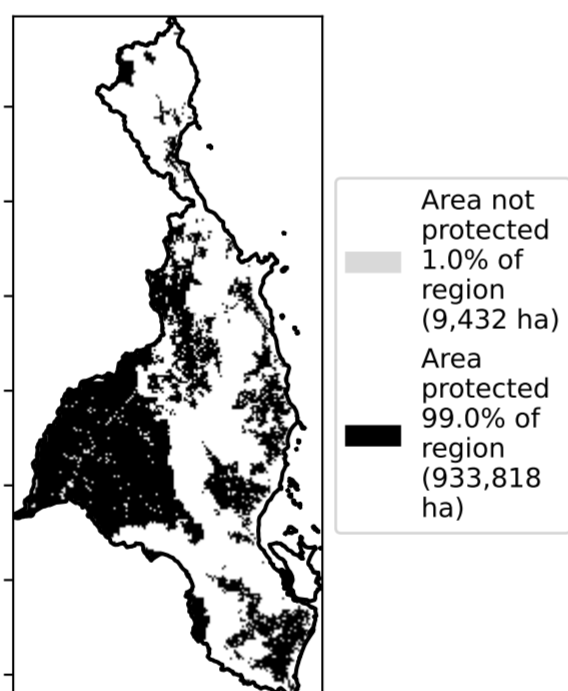 Area not
protected
1.0% of
region
(9,432 ha)
Area
protected
99.0% of
region
(933,818
ha)